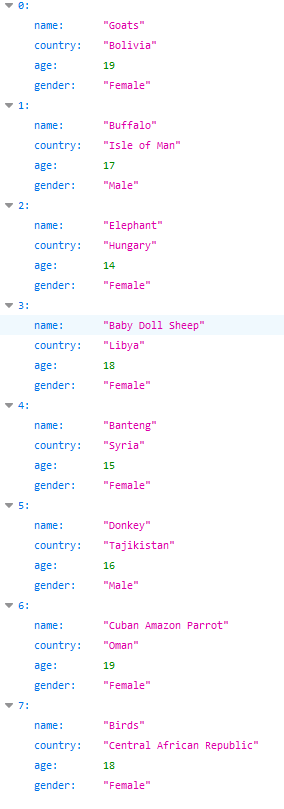 0:
name: "Goats"
country: "Bolivia"
age: 19
gender: "Female"
1:
name: "Buffalo"
country: "Isle of Man"
age: 17
gender: "Male"
2:
name: "Elephant"
country: "Hungary"
age: 14
gender: "Female"
3:
name: "Baby Doll Sheep"
country: "Libya"
age: 18
gender: "Female"
4:
name: "Banteng"
country: "Syria"
age: 15
gender: "Female"
5:
name: "Donkey"
country: "Tajikistan"
age: 16
gender: "Male"
6:
name: "Cuban Amazon Parrot"
country: "Oman"
age: 19
gender: "Female"
7:
name: "Birds"
country: "Central African Republic"
age: 18
gender: "Female"